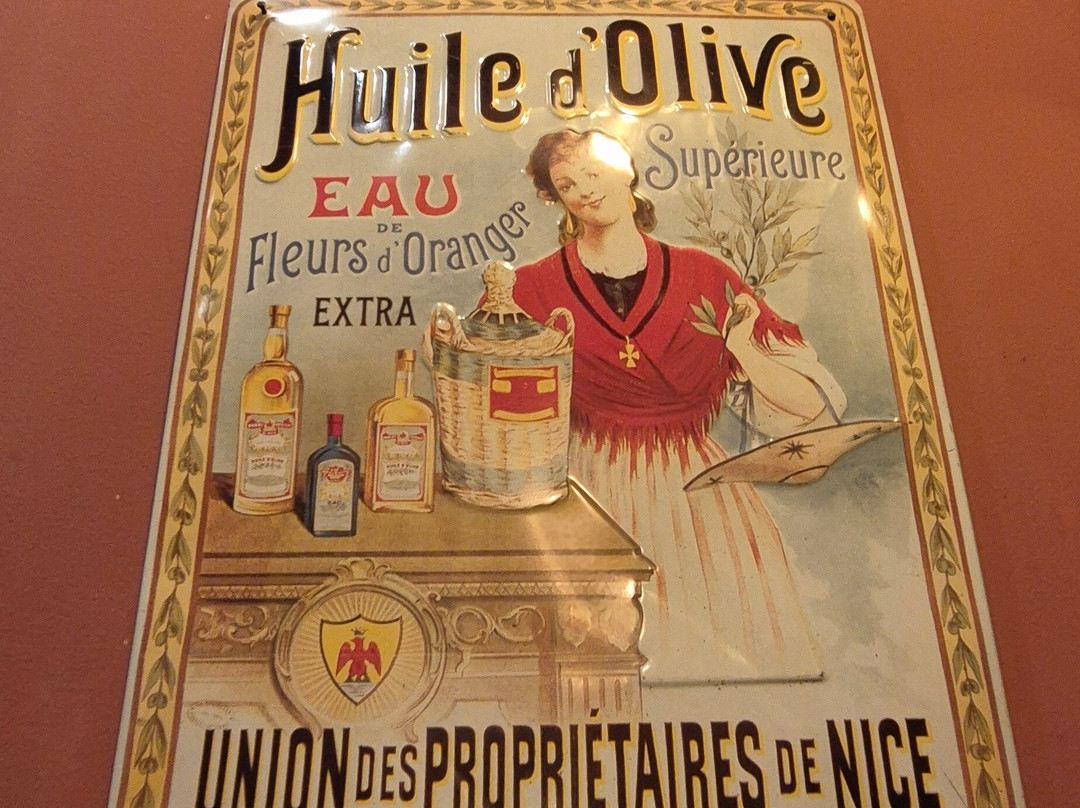 Huile d'Olive
Supérieure
EAU
DE
Fleurs d'Oranger
EXTRA
UNION DES PROPRIÉTAIRES DE NICE